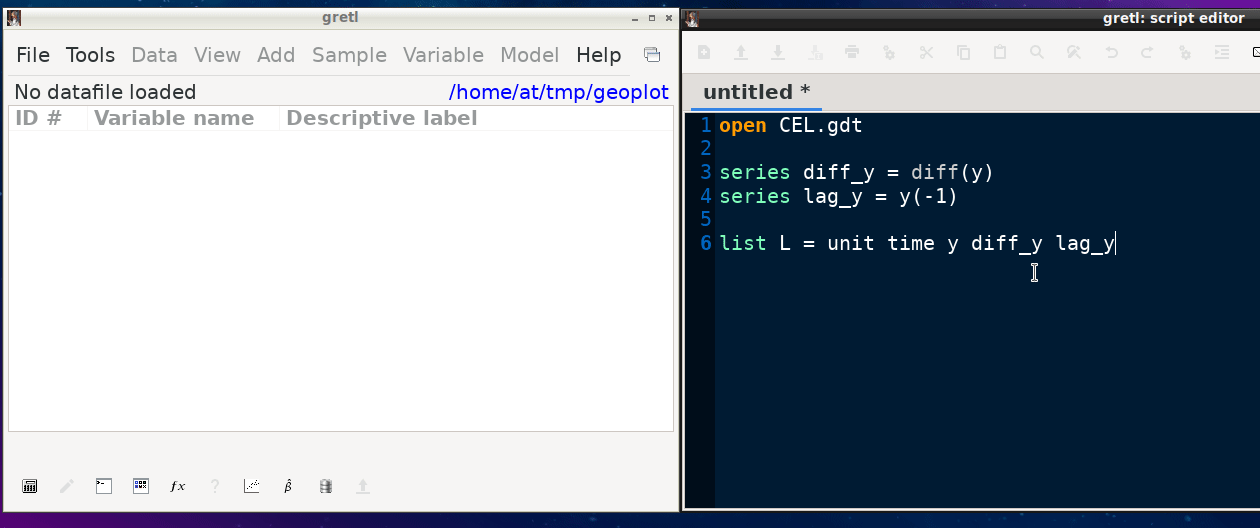 gretl
File Tools Data View Add Sample Variable Model Help
No datafile loaded /home/at/tmp/geoplot
ID # Variable name Descriptive label
fx ? β̂
gretl: script editor
untitled *
1 open CEL.gdt
2
3 series diff_y = diff(y)
4 series lag_y = y(-1)
5
6 list L = unit time y diff_y lag_y